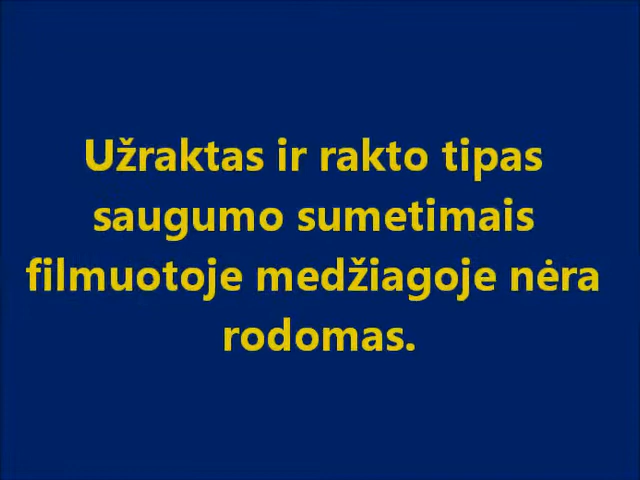 Užraktas ir rakto tipas
saugumo sumetimais
filmuotoje medžiagoje nėra
rodomas.